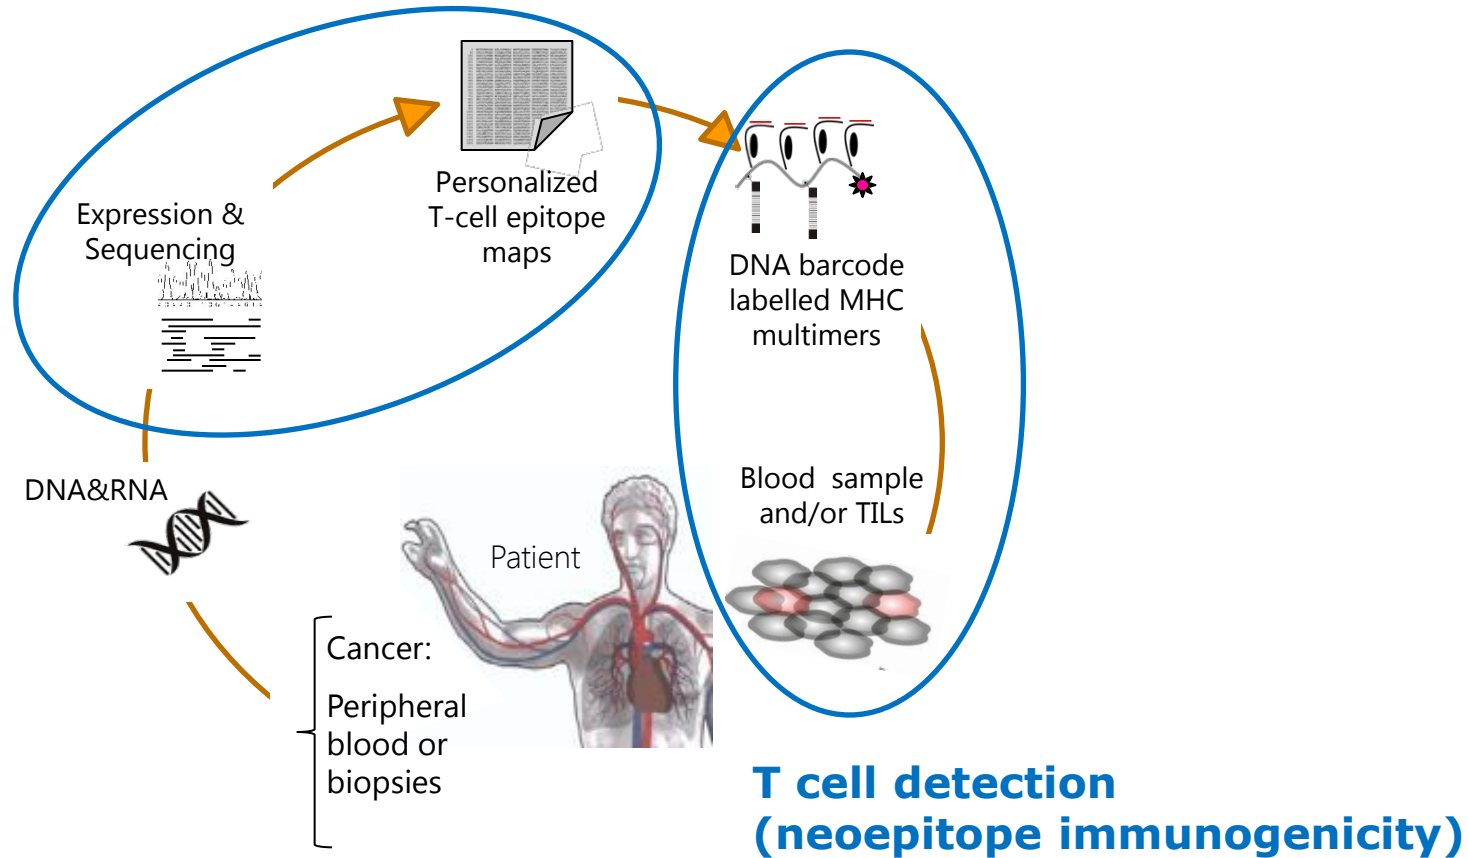 Expression &
Sequencing
Personalized
T-cell epitope
maps
DNA barcode
labelled MHC
multimers
DNA&RNA
Patient
Blood sample
and/or TILs
Cancer:
Peripheral
blood or
biopsies
T cell detection
(neoepitope immunogenicity)